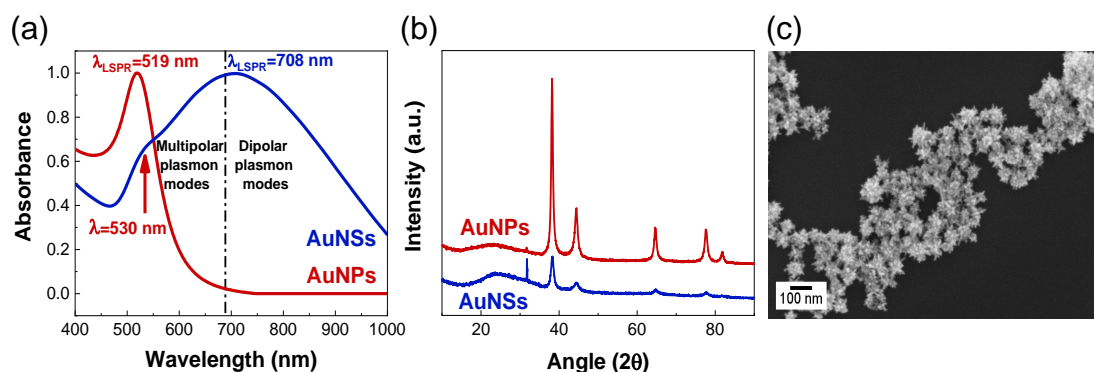 (a)
λLSPR=519 nm
λLSPR=708 nm
1.0
0.8
0.6
0.4
0.2
0.0
Absorbance
Multipolar
plasmon
modes
Dipolar
plasmon
modes
λ=530 nm
AuNSs
AuNPs
400 500 600 700 800 900 1000
Wavelength (nm)
(b)
Intensity (a.u.)
AuNPs
AuNSs
20 40 60 80
Angle (2θ)
(c)
100 nm